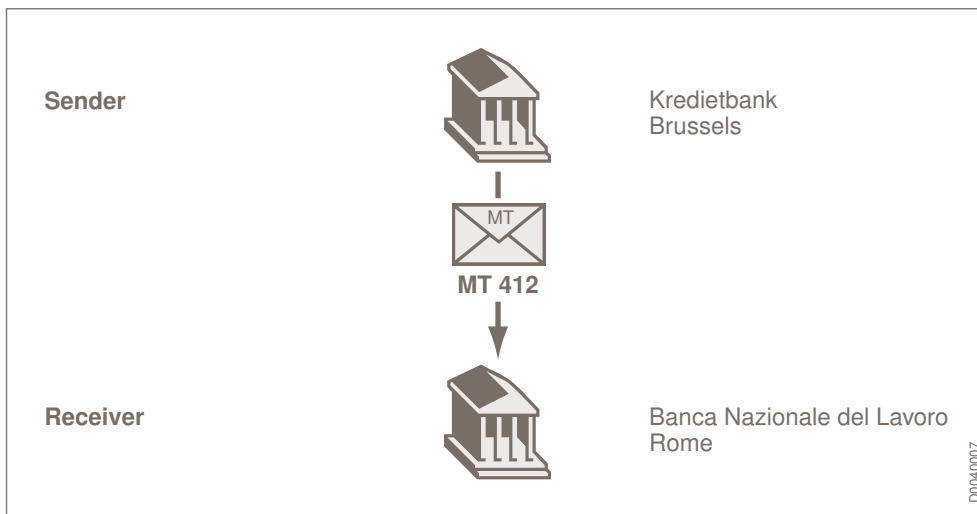 Sender
Kredietbank
Brussels
MT
MT 412
Receiver
Banca Nazionale del Lavoro
Rome
D0040007